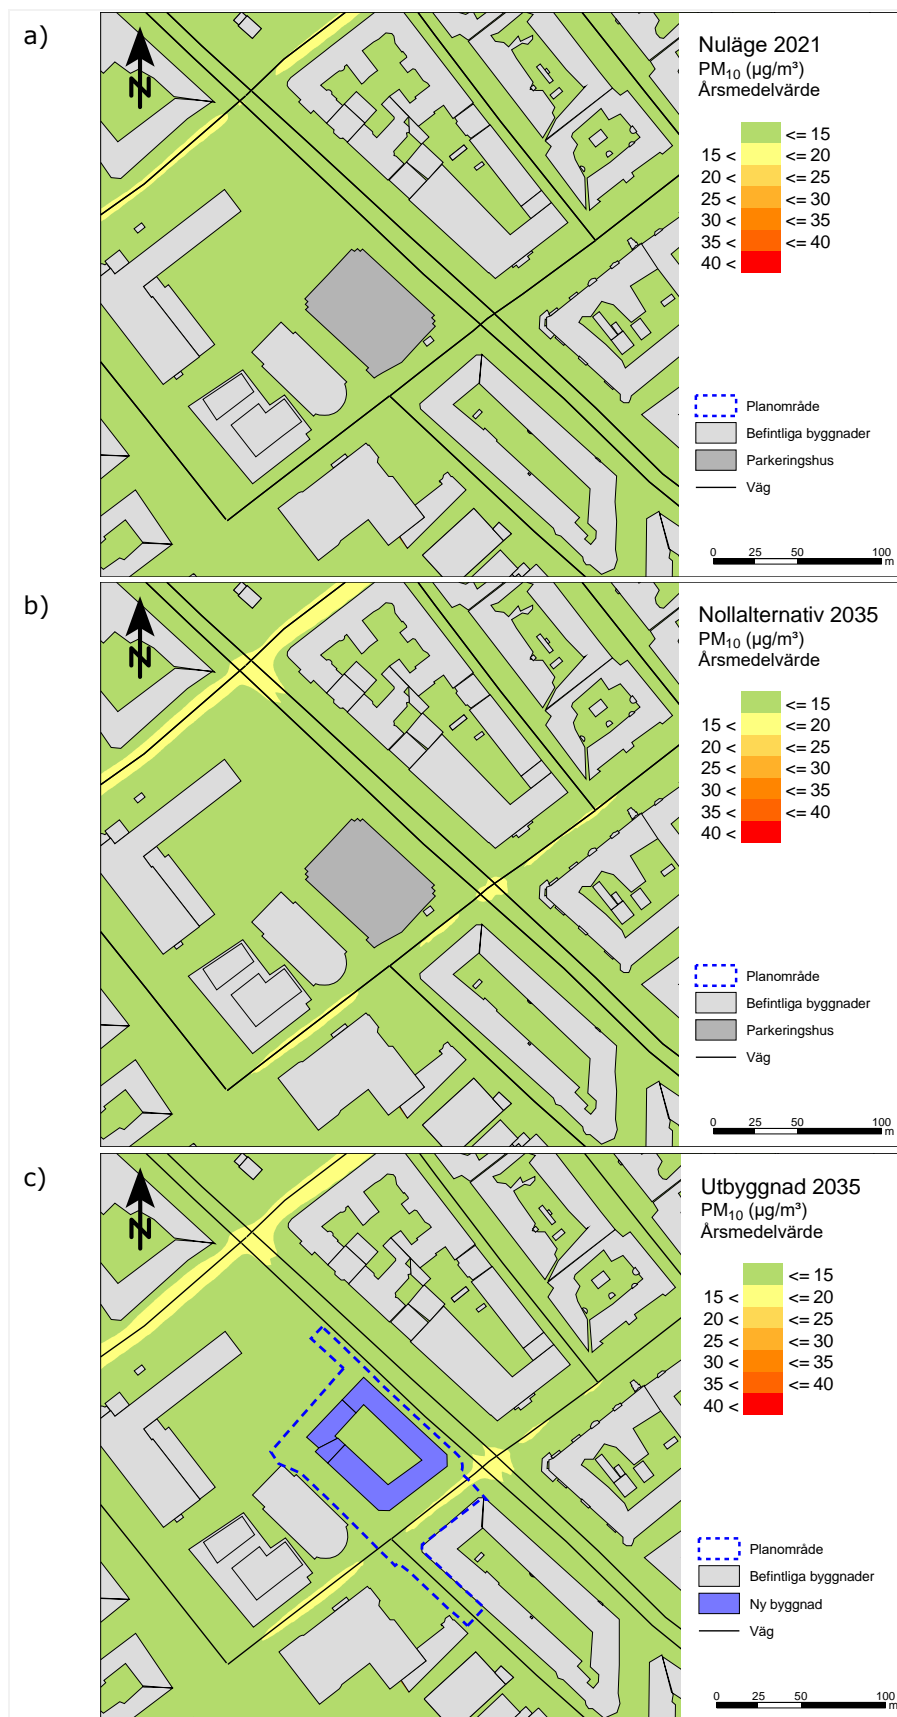 a)
N
Nuläge 2021
PM₁₀ (µg/m³)
Årsmedelvärde
<= 15
15 < <= 20
20 < <= 25
25 < <= 30
30 < <= 35
35 < <= 40
40 <
Planområde
Befintliga byggnader
Parkeringshus
Väg
0 25 50 100
m
b)
N
Nollalternativ 2035
PM₁₀ (µg/m³)
Årsmedelvärde
<= 15
15 < <= 20
20 < <= 25
25 < <= 30
30 < <= 35
35 < <= 40
40 <
Planområde
Befintliga byggnader
Parkeringshus
Väg
0 25 50 100
m
c)
N
Utbyggnad 2035
PM₁₀ (µg/m³)
Årsmedelvärde
<= 15
15 < <= 20
20 < <= 25
25 < <= 30
30 < <= 35
35 < <= 40
40 <
Planområde
Befintliga byggnader
Ny byggnad
Väg
0 25 50 100
m